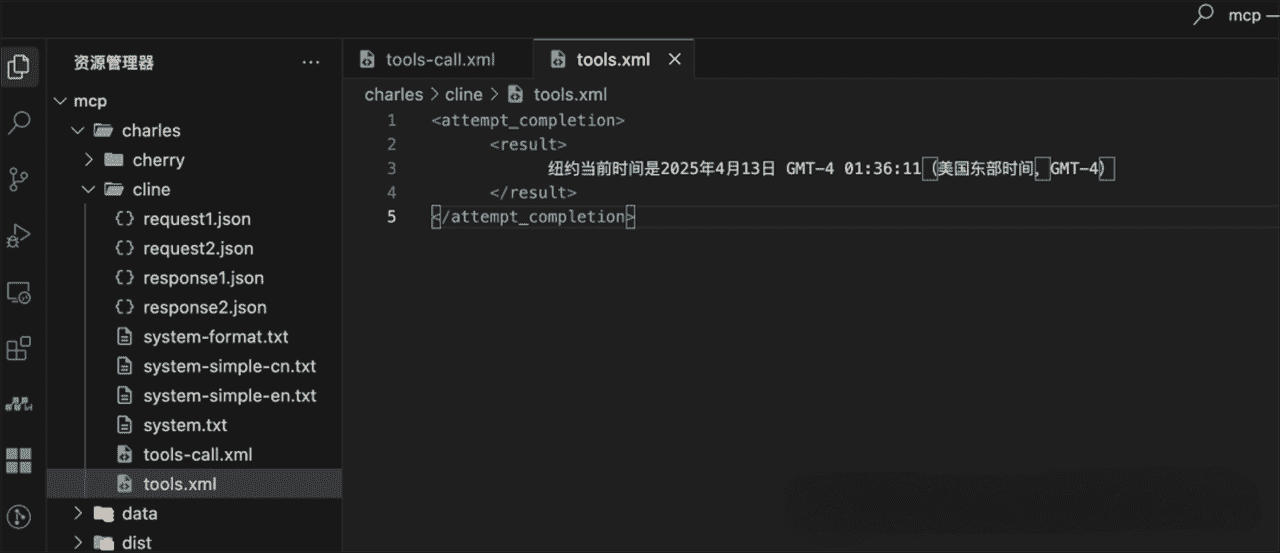 mcp —
资源管理器 ···
tools-call.xml
tools.xml
mcp
charles > cline > tools.xml
charles
cherry
cline
request1.json
request2.json
response1.json
response2.json
system-format.txt
system-simple-cn.txt
system-simple-en.txt
system.txt
tools-call.xml
tools.xml
data
dist
1 <attempt_completion>
2 <result>
3 纽约当前时间是2025年4月13日 GMT-4 01:36:11（美国东部时间，GMT-4）
4 </result>
5 </attempt_completion>